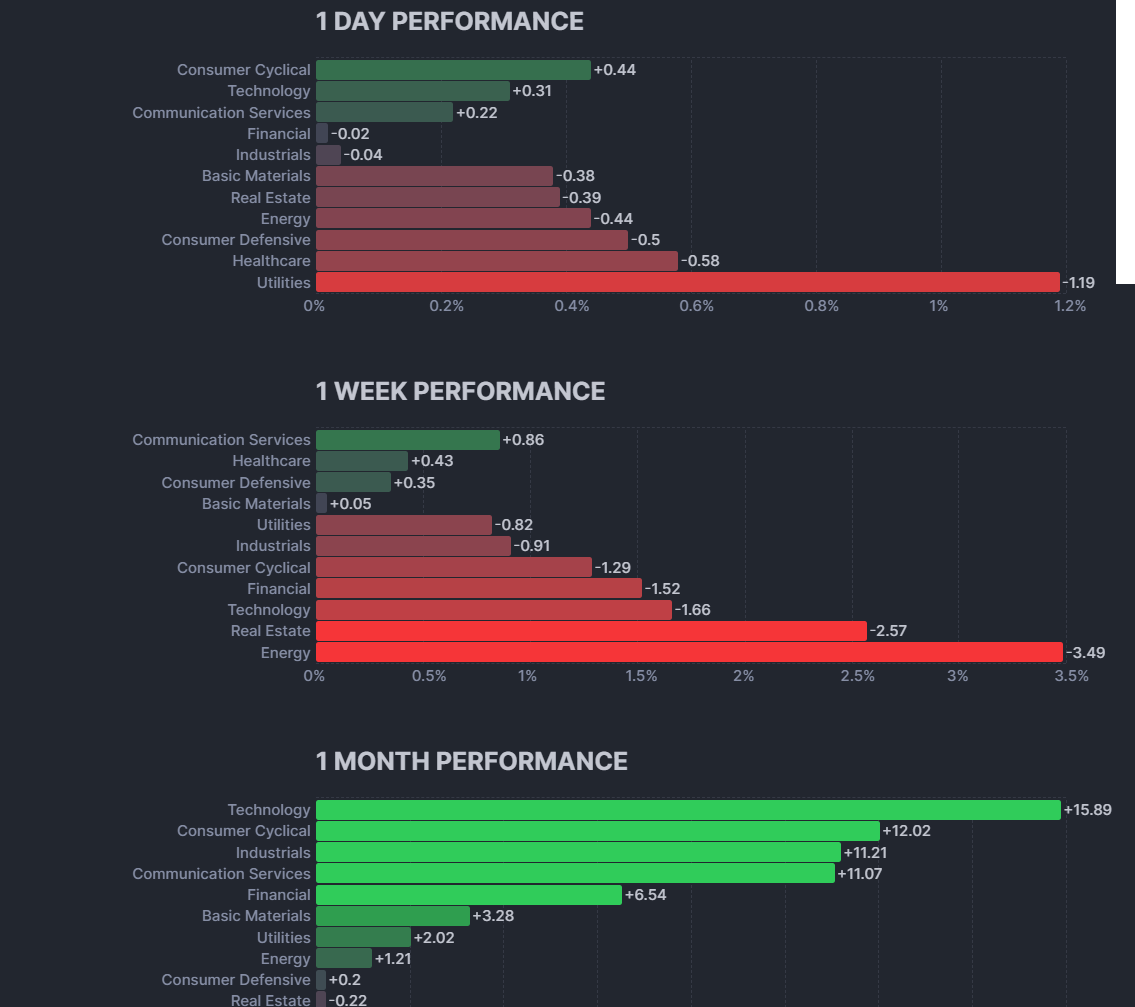 1 DAY PERFORMANCE
Consumer Cyclical +0.44
Technology +0.31
Communication Services +0.22
Financial -0.02
Industrials -0.04
Basic Materials -0.38
Real Estate -0.39
Energy -0.44
Consumer Defensive -0.5
Healthcare -0.58
Utilities -1.19
0% 0.2% 0.4% 0.6% 0.8% 1% 1.2%
1 WEEK PERFORMANCE
Communication Services +0.86
Healthcare +0.43
Consumer Defensive +0.35
Basic Materials +0.05
Utilities -0.82
Industrials -0.91
Consumer Cyclical -1.29
Financial -1.52
Technology -1.66
Real Estate -2.57
Energy -3.49
0% 0.5% 1% 1.5% 2% 2.5% 3% 3.5%
1 MONTH PERFORMANCE
Technology +15.89
Consumer Cyclical +12.02
Industrials +11.21
Communication Services +11.07
Financial +6.54
Basic Materials +3.28
Utilities +2.02
Energy +1.21
Consumer Defensive +0.2
Real Estate -0.22